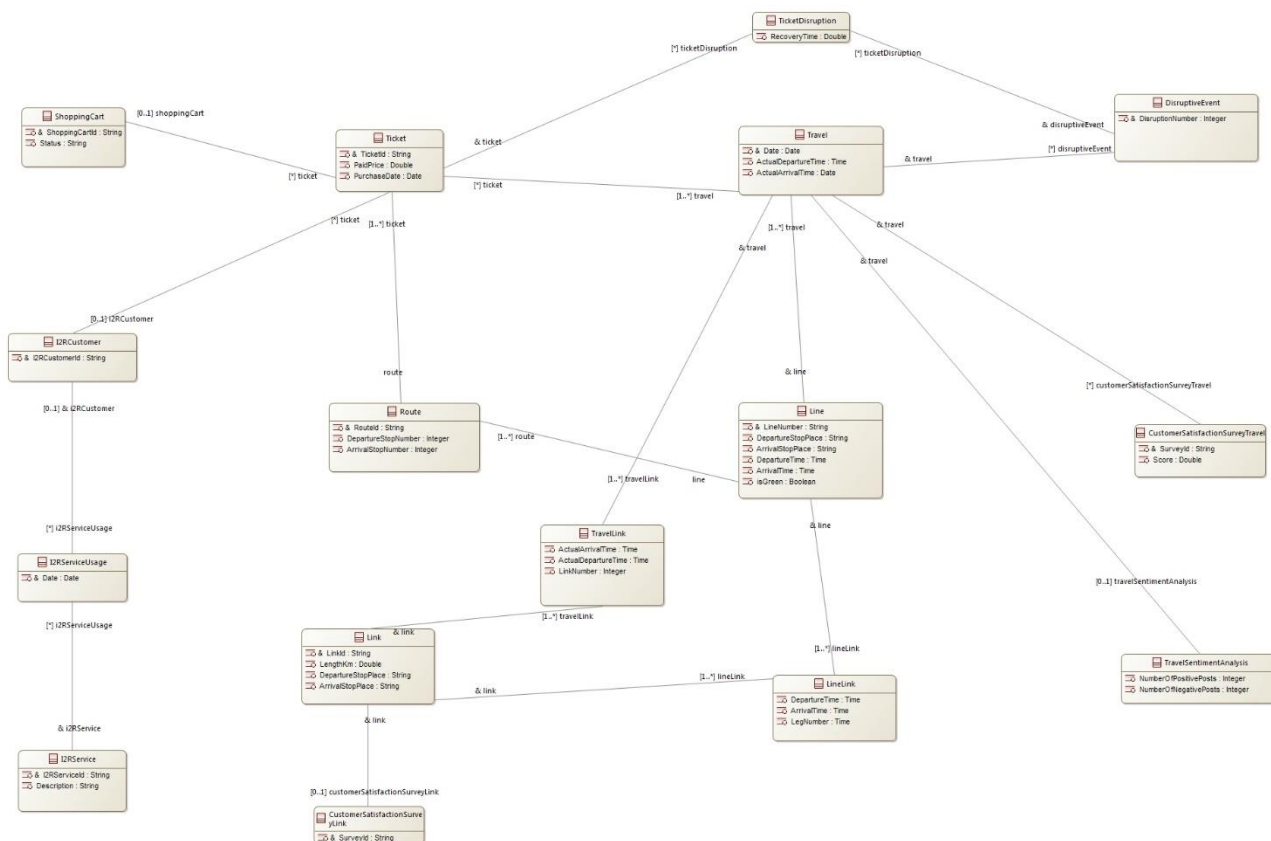 TicketDisruption
RecoveryTime : Double
[*] ticketDisruption
[*] ticketDisruption
ShoppingCart
& ShoppingCartId : String
Status : String
[0..1] shoppingCart
Ticket
& TicketId : String
PaidPrice : Double
PurchaseDate : Date
& ticket
[*] ticket
[*] ticket
[*] ticket
[1..*] ticket
Travel
& Date : Date
ActualDepartureTime : Time
ActualArrivalTime : Date
DisruptiveEvent
& DisruptionNumber : Integer
& disruptiveEvent
[*] disruptiveEvent
& travel
[1..*] travel
[1..*] travel
& travel
& travel
& travel
[0..1] I2RCustomer
I2RCustomer
& I2RCustomerId : String
[0..1] & i2RCustomer
route
Route
& RouteId : String
DepartureStopNumber : Integer
ArrivalStopNumber : Integer
[1..*] route
& line
Line
& LineNumber : String
DepartureStopPlace : String
ArrivalStopPlace : String
DepartureTime : Time
ArrivalTime : Time
isGreen : Boolean
line
& line
[*] customerSatisfactionSurveyTravel
CustomerSatisfactionSurveyTravel
& SurveyId : String
Score : Double
[1..*] travelLink
TravelLink
ActualArrivalTime : Time
ActualDepartureTime : Time
LinkNumber : Integer
[1..*] travelLink
[*] i2RServiceUsage
I2RServiceUsage
& Date : Date
[*] i2RServiceUsage
[0..1] travelSentimentAnalysis
TravelSentimentAnalysis
NumberOfPositivePosts : Integer
NumberOfNegativePosts : Integer
& link
Link
& LinkId : String
LengthKm : Double
DepartureStopPlace : String
ArrivalStopPlace : String
& link
& link
[1..*] lineLink
[1..*] lineLink
LineLink
DepartureTime : Time
ArrivalTime : Time
LegNumber : Time
& i2RService
I2RService
& I2RServiceId : String
Description : String
[0..1] customerSatisfactionSurveyLink
CustomerSatisfactionSurve
yLink
& SurveyId : String